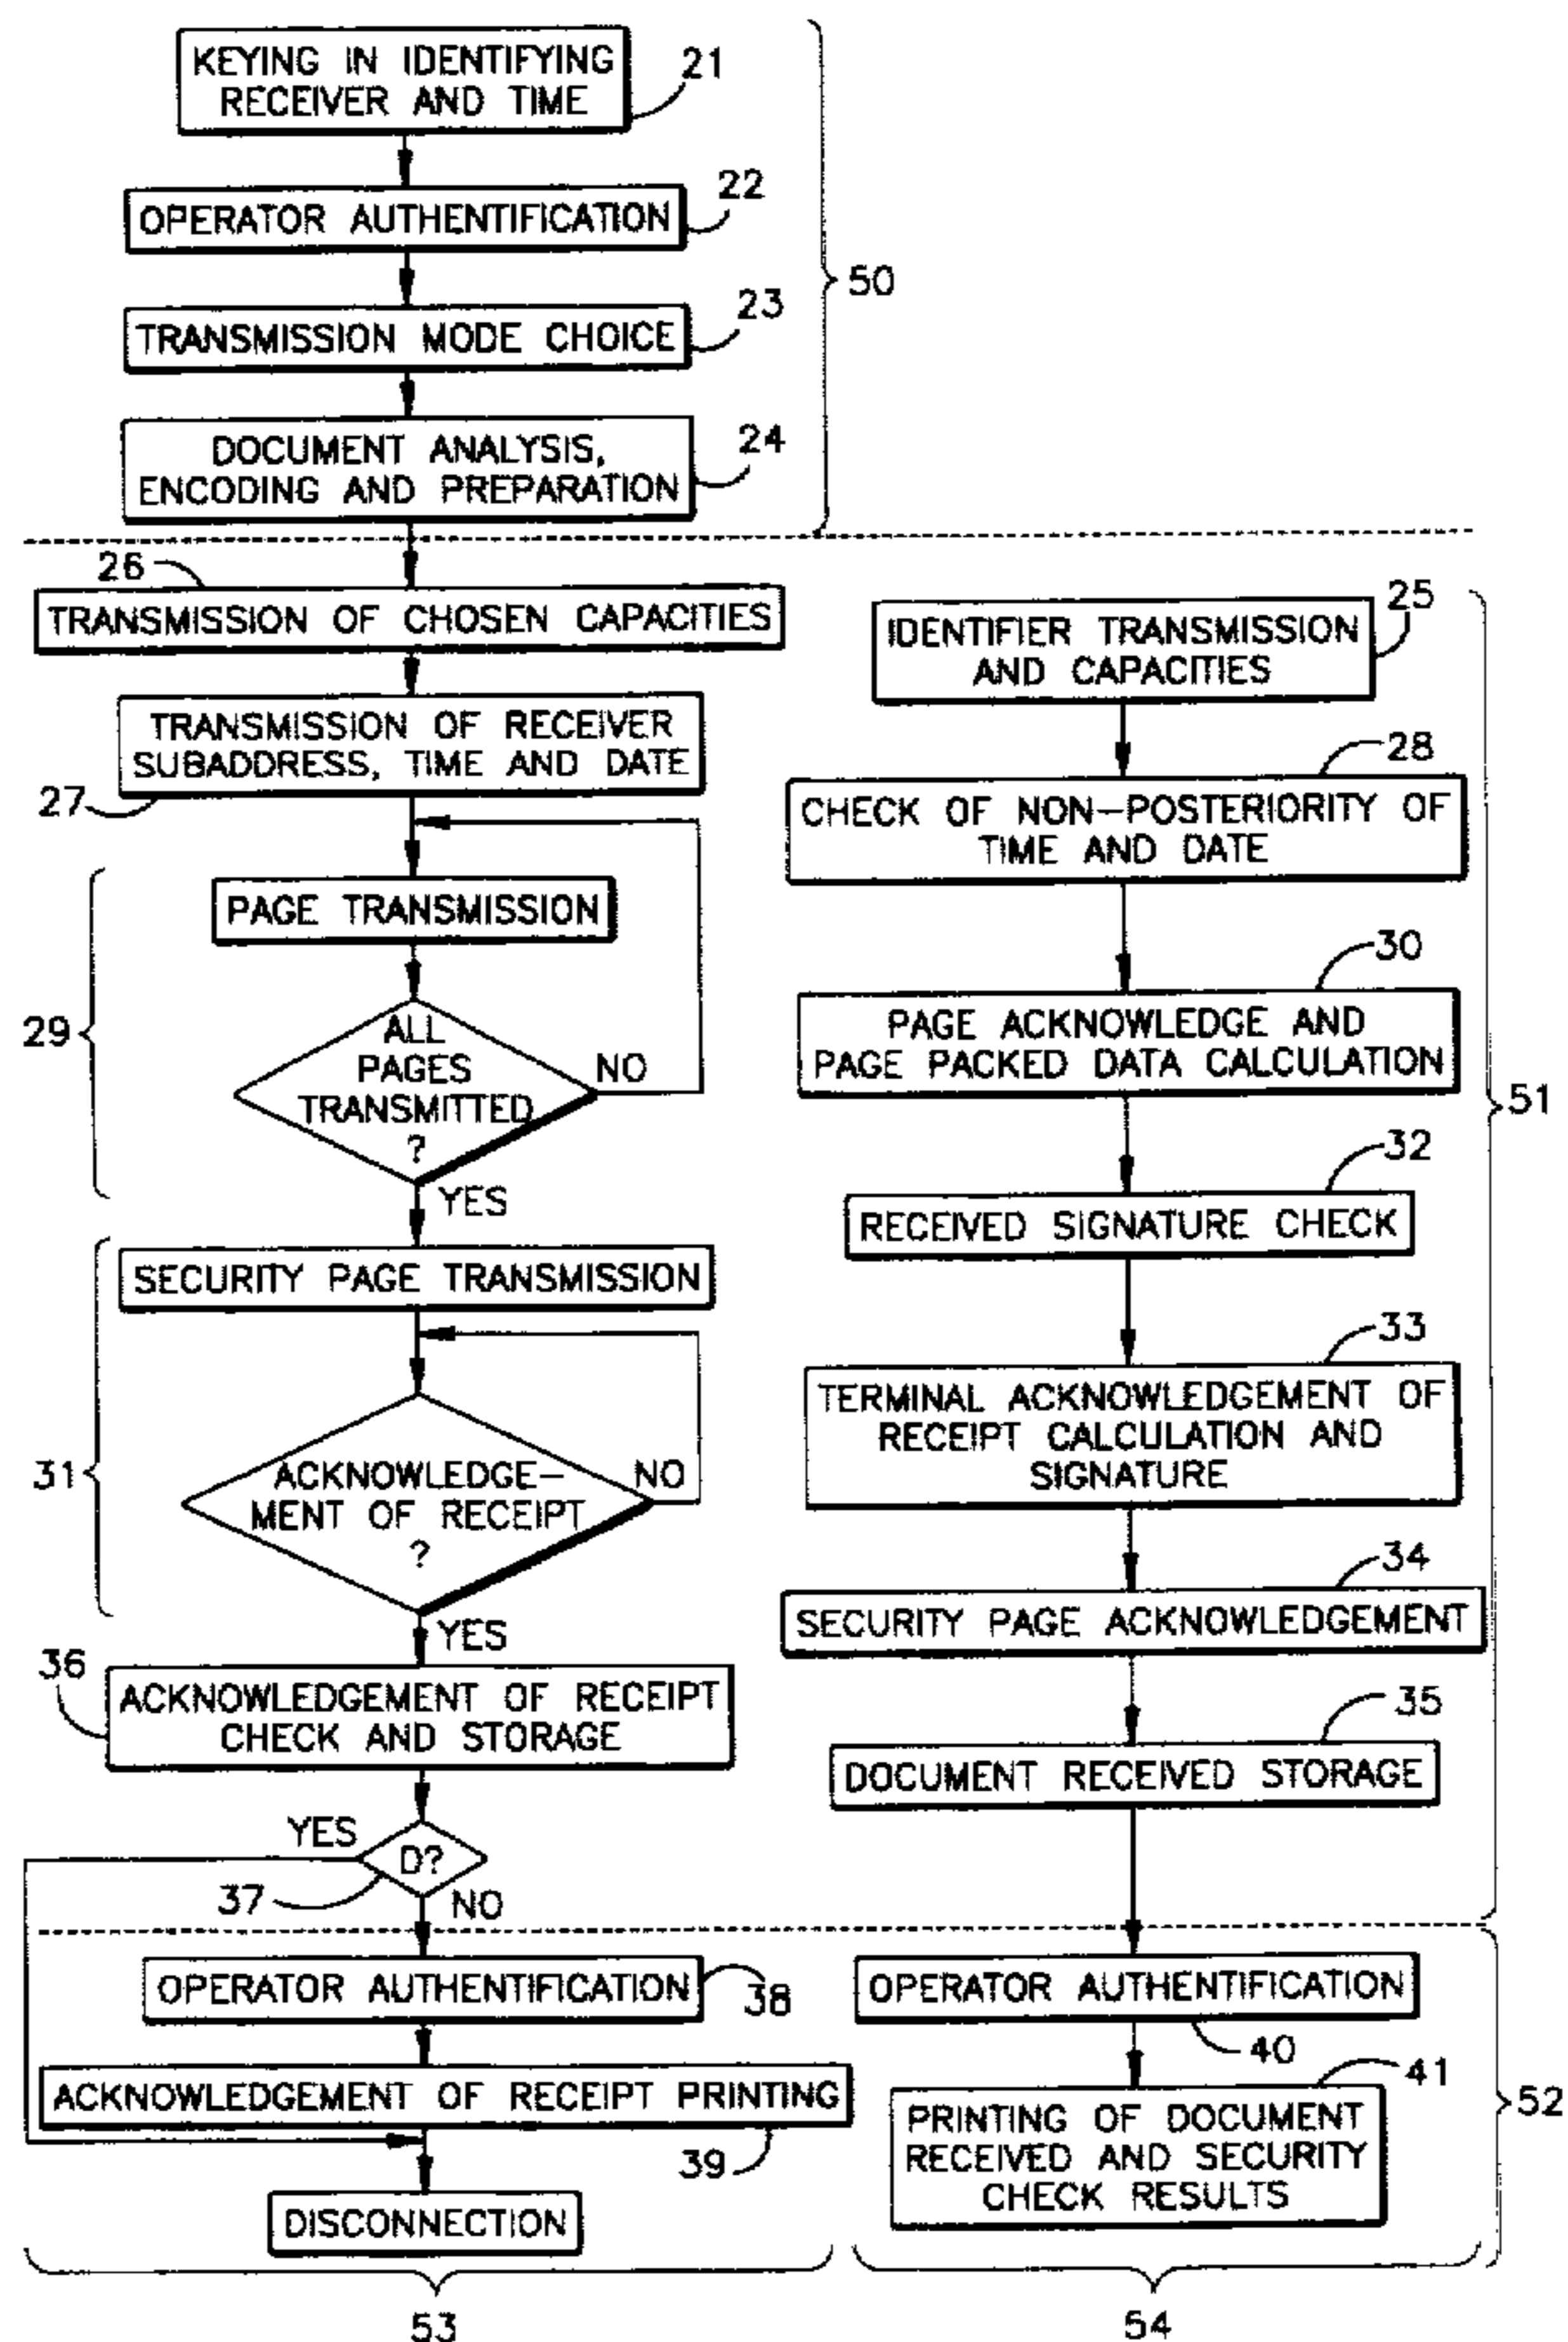 KEYING IN IDENTIFYING
RECEIVER AND TIME
21
OPERATOR AUTHENTIFICATION
22
50
TRANSMISSION MODE CHOICE
23
DOCUMENT ANALYSIS,
ENCODING AND PREPARATION
24
26
TRANSMISSION OF CHOSEN CAPACITIES
TRANSMISSION OF RECEIVER
SUBADDRESS, TIME AND DATE
27
PAGE TRANSMISSION
29
ALL
PAGES
TRANSMITTED
?
NO
YES
SECURITY PAGE TRANSMISSION
31
ACKNOWLEDGE-
MENT OF RECEIPT
?
NO
YES
36
ACKNOWLEDGEMENT OF RECEIPT
CHECK AND STORAGE
YES
D?
37
NO
OPERATOR AUTHENTIFICATION
38
ACKNOWLEDGEMENT OF RECEIPT PRINTING
39
DISCONNECTION
53
25
IDENTIFIER TRANSMISSION
AND CAPACITIES
28
CHECK OF NON-POSTERIORITY OF
TIME AND DATE
30
PAGE ACKNOWLEDGE AND
PAGE PACKED DATA CALCULATION
51
32
RECEIVED SIGNATURE CHECK
33
TERMINAL ACKNOWLEDGEMENT OF
RECEIPT CALCULATION AND
SIGNATURE
34
SECURITY PAGE ACKNOWLEDGEMENT
35
DOCUMENT RECEIVED STORAGE
OPERATOR AUTHENTIFICATION
40
41
PRINTING OF DOCUMENT
RECEIVED AND SECURITY
CHECK RESULTS
52
54